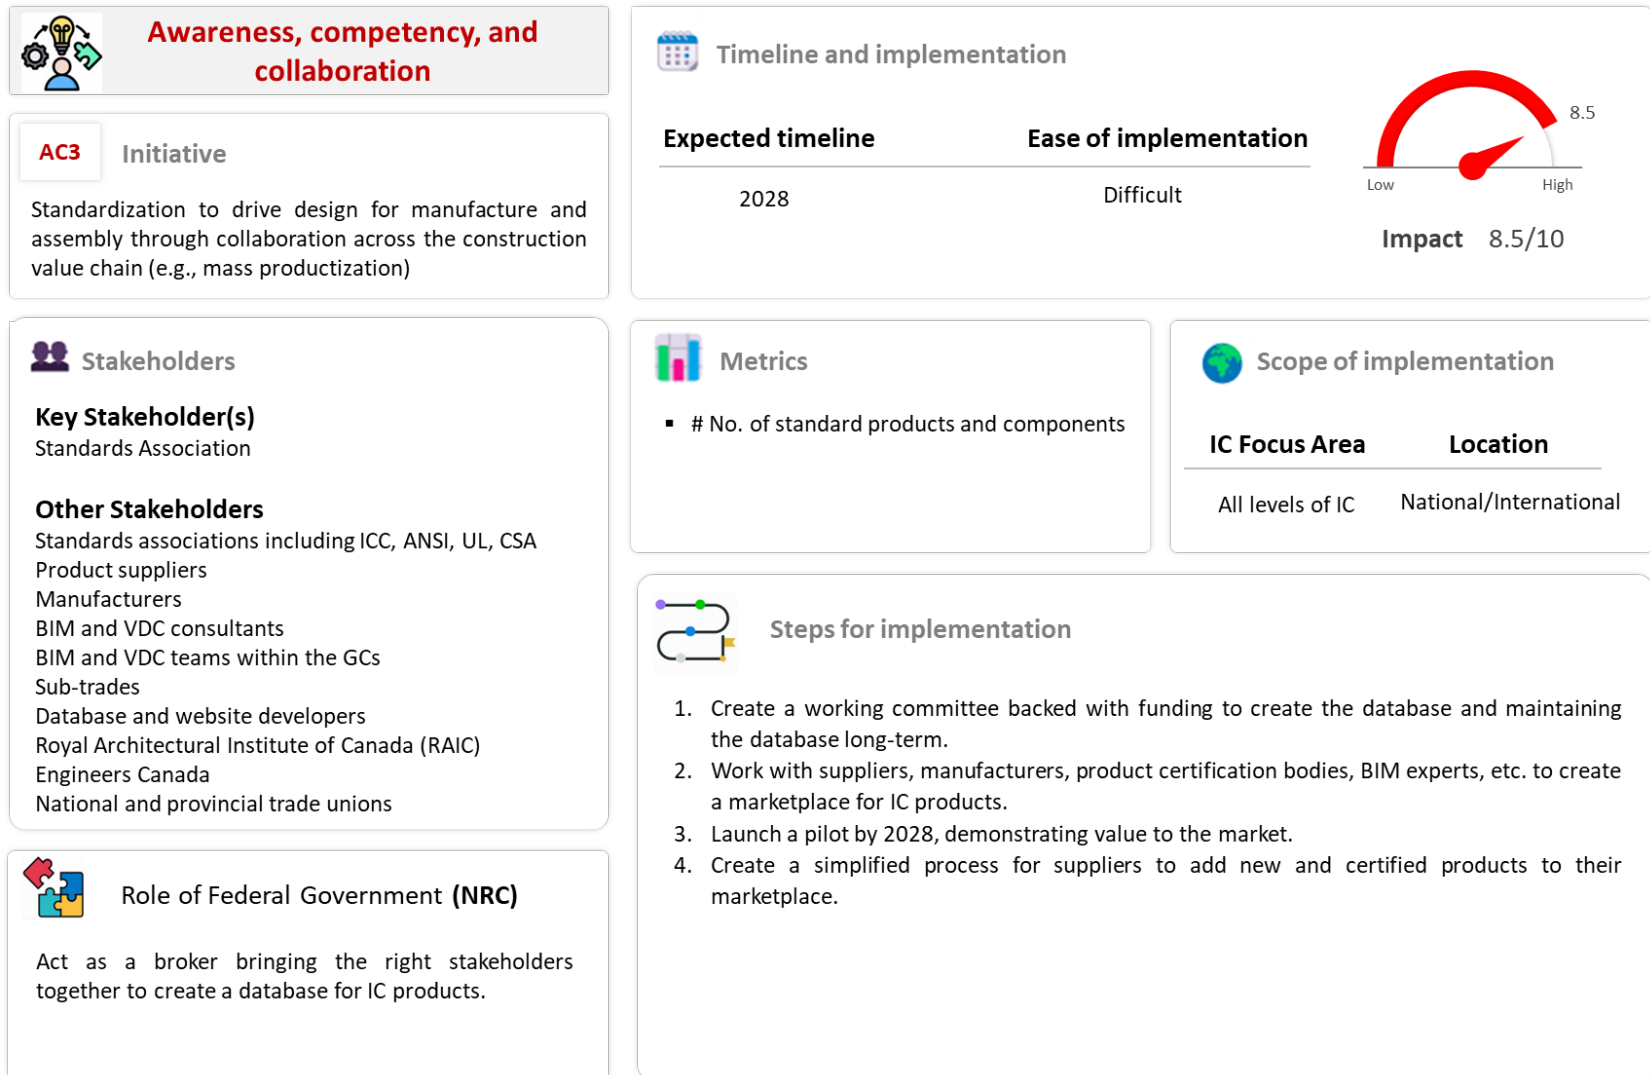 Awareness, competency, and
collaboration
AC3
Initiative
Standardization to drive design for manufacture and
assembly through collaboration across the construction
value chain (e.g., mass productization)
Stakeholders
Key Stakeholder(s)
Standards Association
Other Stakeholders
Standards associations including ICC, ANSI, UL, CSA
Product suppliers
Manufacturers
BIM and VDC consultants
BIM and VDC teams within the GCs
Sub-trades
Database and website developers
Royal Architectural Institute of Canada (RAIC)
Engineers Canada
National and provincial trade unions
Role of Federal Government (NRC)
Act as a broker bringing the right stakeholders
together to create a database for IC products.
Timeline and implementation
Expected timeline
Ease of implementation
2028
Difficult
8.5
Low
High
Impact 8.5/10
Metrics
▪ # No. of standard products and components
Scope of implementation
IC Focus Area
Location
All levels of IC
National/International
Steps for implementation
1. Create a working committee backed with funding to create the database and maintaining
the database long-term.
2. Work with suppliers, manufacturers, product certification bodies, BIM experts, etc. to create
a marketplace for IC products.
3. Launch a pilot by 2028, demonstrating value to the market.
4. Create a simplified process for suppliers to add new and certified products to their
marketplace.